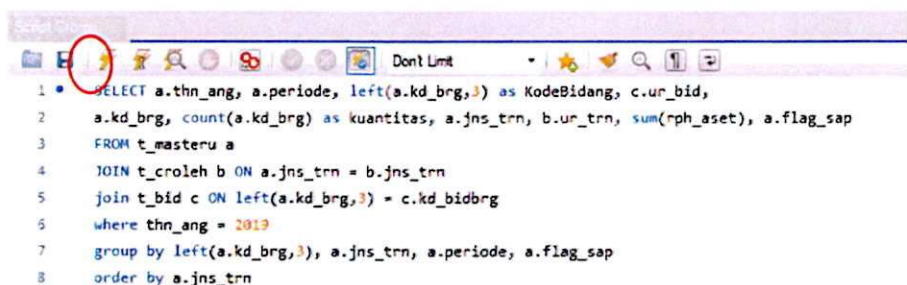 Don't Limit
1 SELECT a.thn_ang, a.periode, left(a.kd_brg,3) as KodeBidang, c.ur_bid,
2 a.kd_brg, count(a.kd_brg) as kuantitas, a.jns_trn, b.ur_trn, sum(rph_aset), a.flag_sap
3 FROM t_masteru a
4 JOIN t_croleh b ON a.jns_trn = b.jns_trn
5 join t_bid c ON left(a.kd_brg,3) = c.kd_bidbrg
6 where thn_ang = 2019
7 group by left(a.kd_brg,3), a.jns_trn, a.periode, a.flag_sap
8 order by a.jns_trn